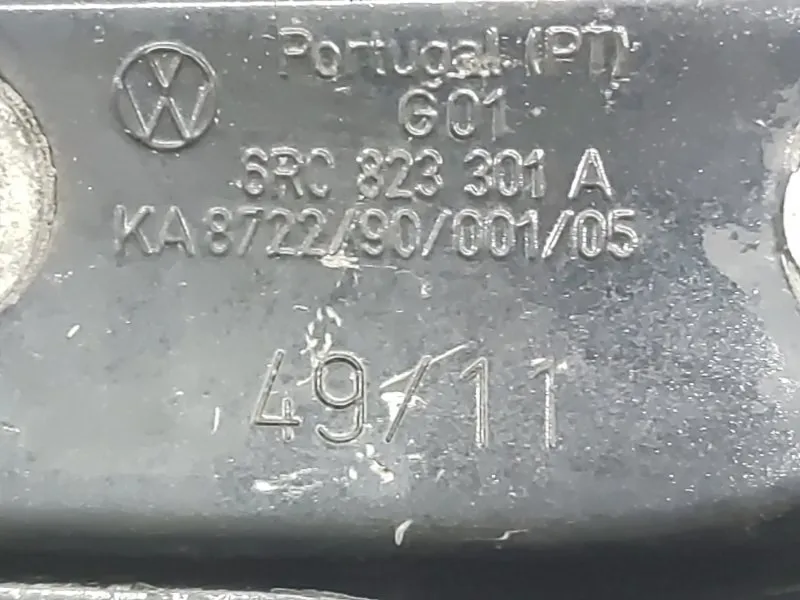 Portugal (PT)
G01
6RC 823 301 A
KA 8722/90/001/05
49/11